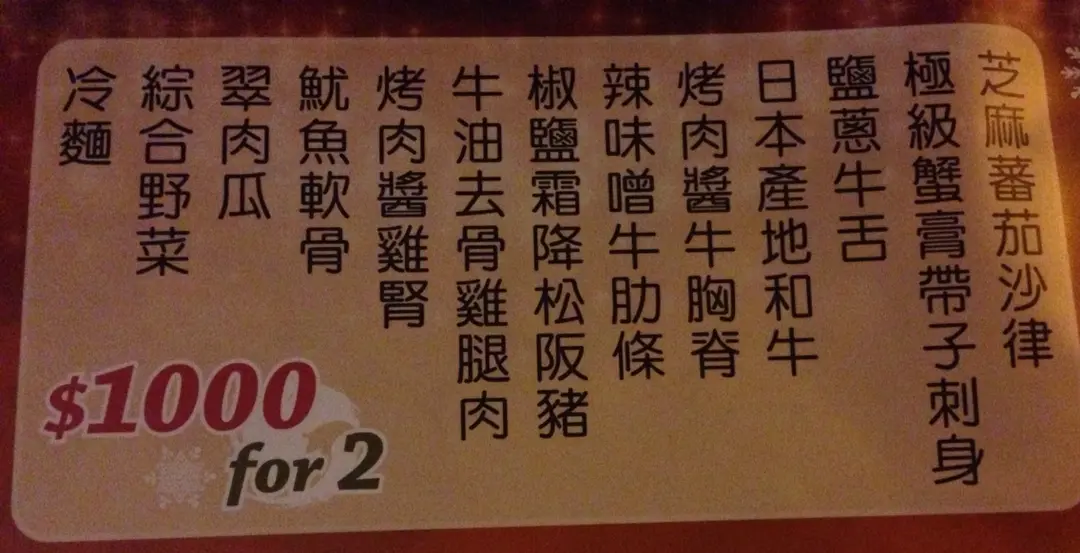 芝麻蕃茄沙律
極級蟹膏帶子刺身
鹽蔥牛舌
日本產地和牛
烤肉醬牛胸脊
辣味噌牛肋條
椒鹽霜降松阪豬
牛油去骨雞腿肉
烤肉醬雞腎
魷魚軟骨
翠肉瓜
綜合野菜
冷麵
$1000
for 2